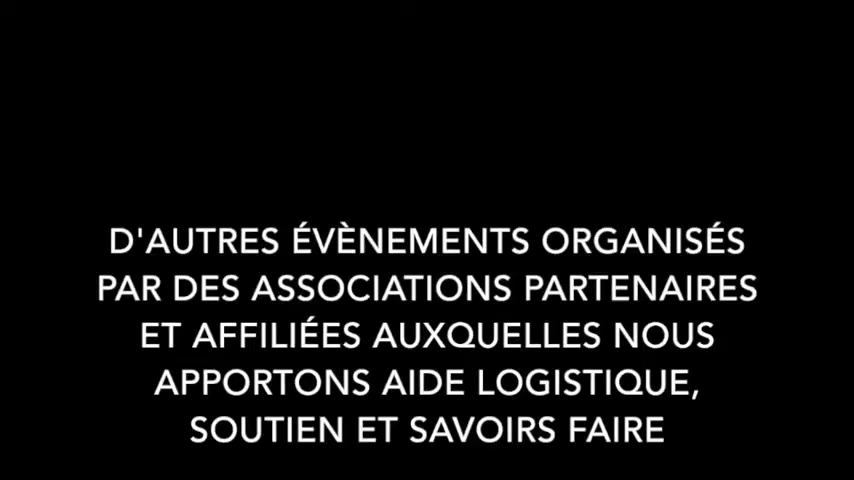 D'AUTRES ÉVÈNEMENTS ORGANISÉS
PAR DES ASSOCIATIONS PARTENAIRES
ET AFFILIÉES AUXQUELLES NOUS
APPORTONS AIDE LOGISTIQUE,
SOUTIEN ET SAVOIRS FAIRE